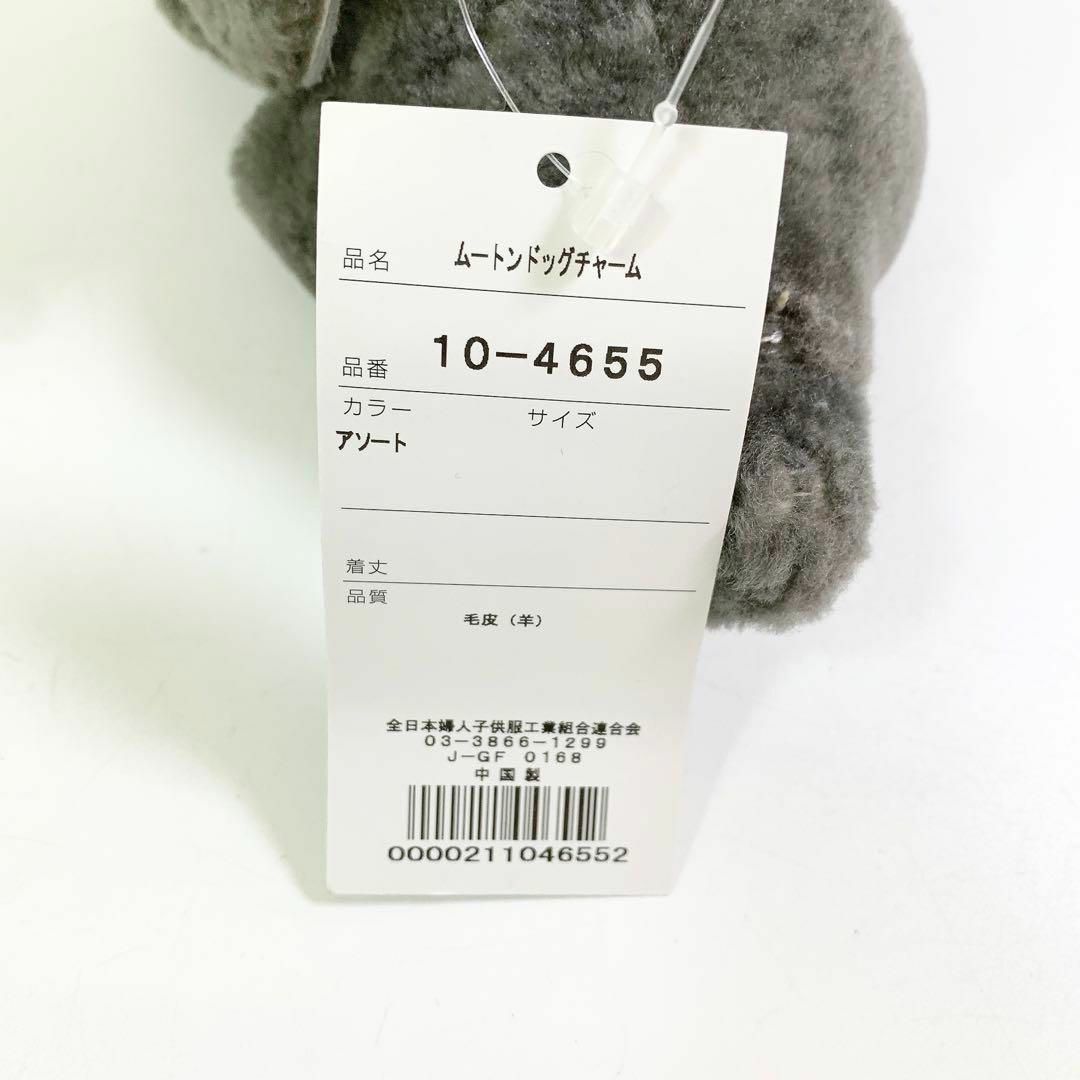 品名 ムートンドッグチャーム
品番 10-4655
カラー サイズ
アソート
着丈
品質
毛皮(羊)
全日本婦人子供服工業組合連合会
03-3866-1299
J-GF 0168
中国製
0000211046552